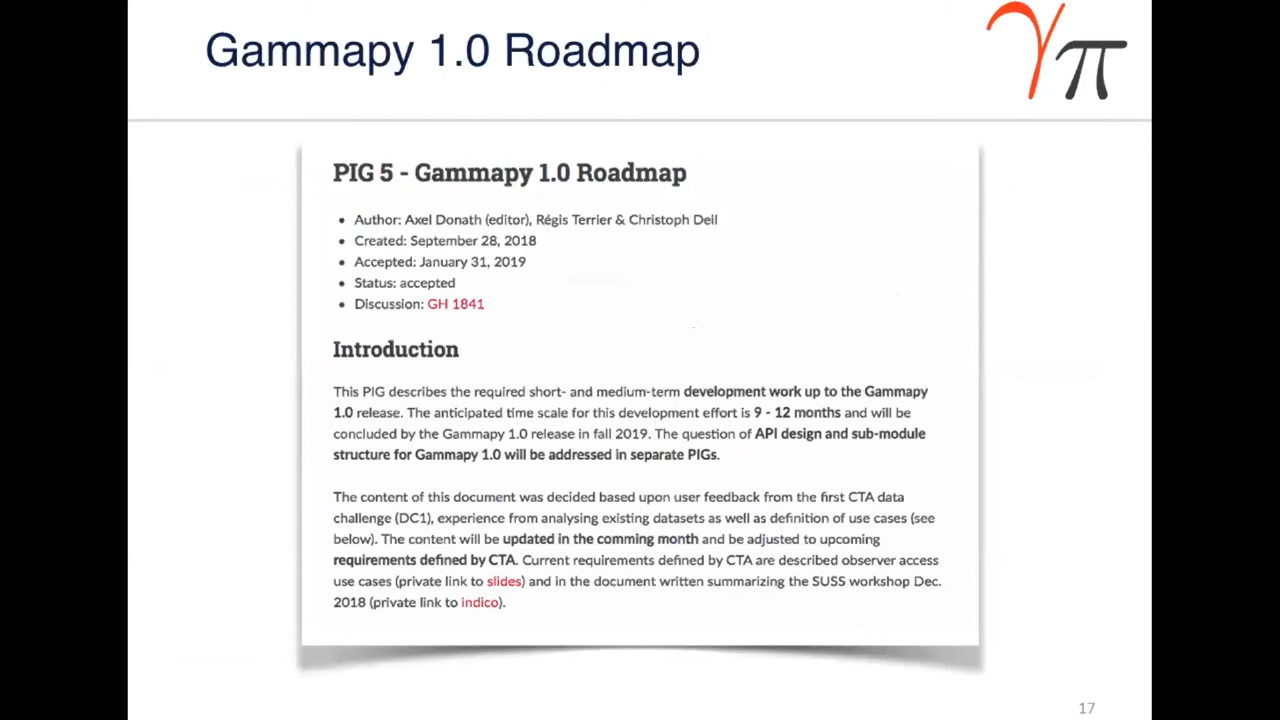 Gammapy 1.0 Roadmap
γπ
PIG 5 - Gammapy 1.0 Roadmap
• Author: Axel Donath (editor), Régis Terrier & Christoph Deil
• Created: September 28, 2018
• Accepted: January 31, 2019
• Status: accepted
• Discussion: GH 1841
Introduction
This PIG describes the required short- and medium-term development work up to the Gammapy
1.0 release. The anticipated time scale for this development effort is 9 - 12 months and will be
concluded by the Gammapy 1.0 release in fall 2019. The question of API design and sub-module
structure for Gammapy 1.0 will be addressed in separate PIGs.
The content of this document was decided based upon user feedback from the first CTA data
challenge (DC1), experience from analysing existing datasets as well as definition of use cases (see
below). The content will be updated in the comming month and be adjusted to upcoming
requirements defined by CTA. Current requirements defined by CTA are described observer access
use cases (private link to slides) and in the document written summarizing the SUSS workshop Dec.
2018 (private link to indico).
17